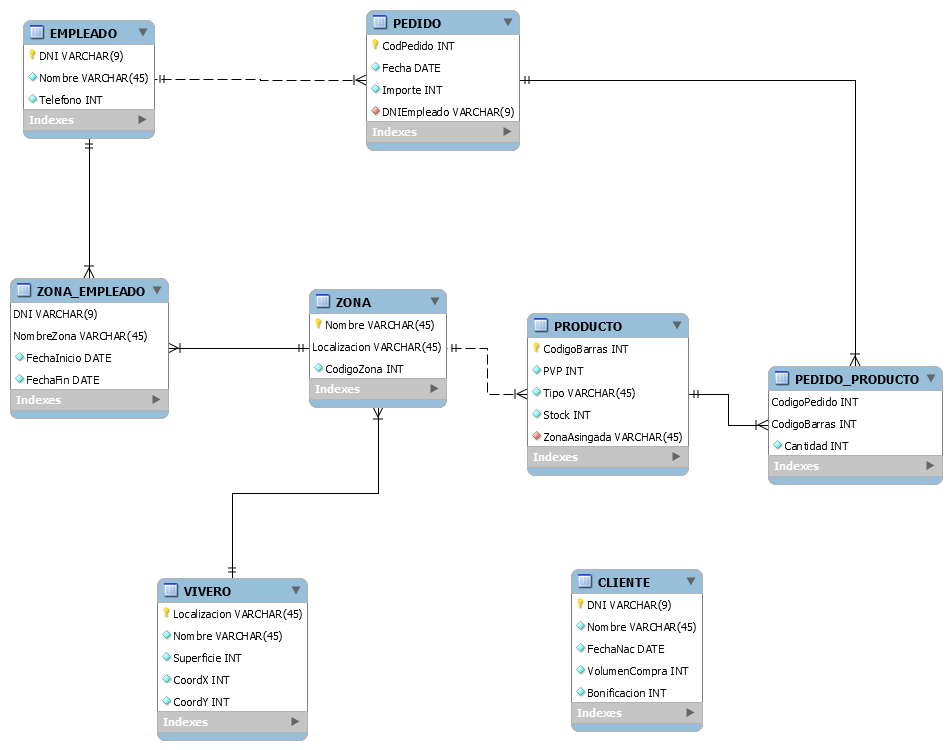 EMPLEADO
DNI VARCHAR(9)
Nombre VARCHAR(45)
Telefono INT
Indexes
PEDIDO
CodPedido INT
Fecha DATE
Importe INT
DNIEmpleado VARCHAR(9)
Indexes
ZONA_EMPLEADO
DNI VARCHAR(9)
NombreZona VARCHAR(45)
FechaInicio DATE
FechaFin DATE
Indexes
ZONA
Nombre VARCHAR(45)
Localizacion VARCHAR(45)
CodigoZona INT
Indexes
PRODUCTO
CodigoBarras INT
PVP INT
Tipo VARCHAR(45)
Stock INT
ZonaAsingada VARCHAR(45)
Indexes
PEDIDO_PRODUCTO
CodigoPedido INT
CodigoBarras INT
Cantidad INT
Indexes
VIVERO
Localizacion VARCHAR(45)
Nombre VARCHAR(45)
Superficie INT
CoordX INT
CoordY INT
Indexes
CLIENTE
DNI VARCHAR(9)
Nombre VARCHAR(45)
FechaNac DATE
VolumenCompra INT
Bonificacion INT
Indexes